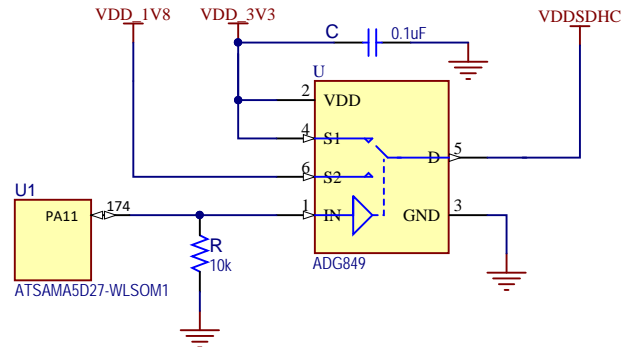 VDD_1V8 VDD_3V3 VDDSDHC
C 0.1uF
U
2 VDD
4 S1
5 D
6 S2
U1
PA11 174
1 IN
3 GND
R
10k
ADG849
ATSAMA5D27-WLSOM1